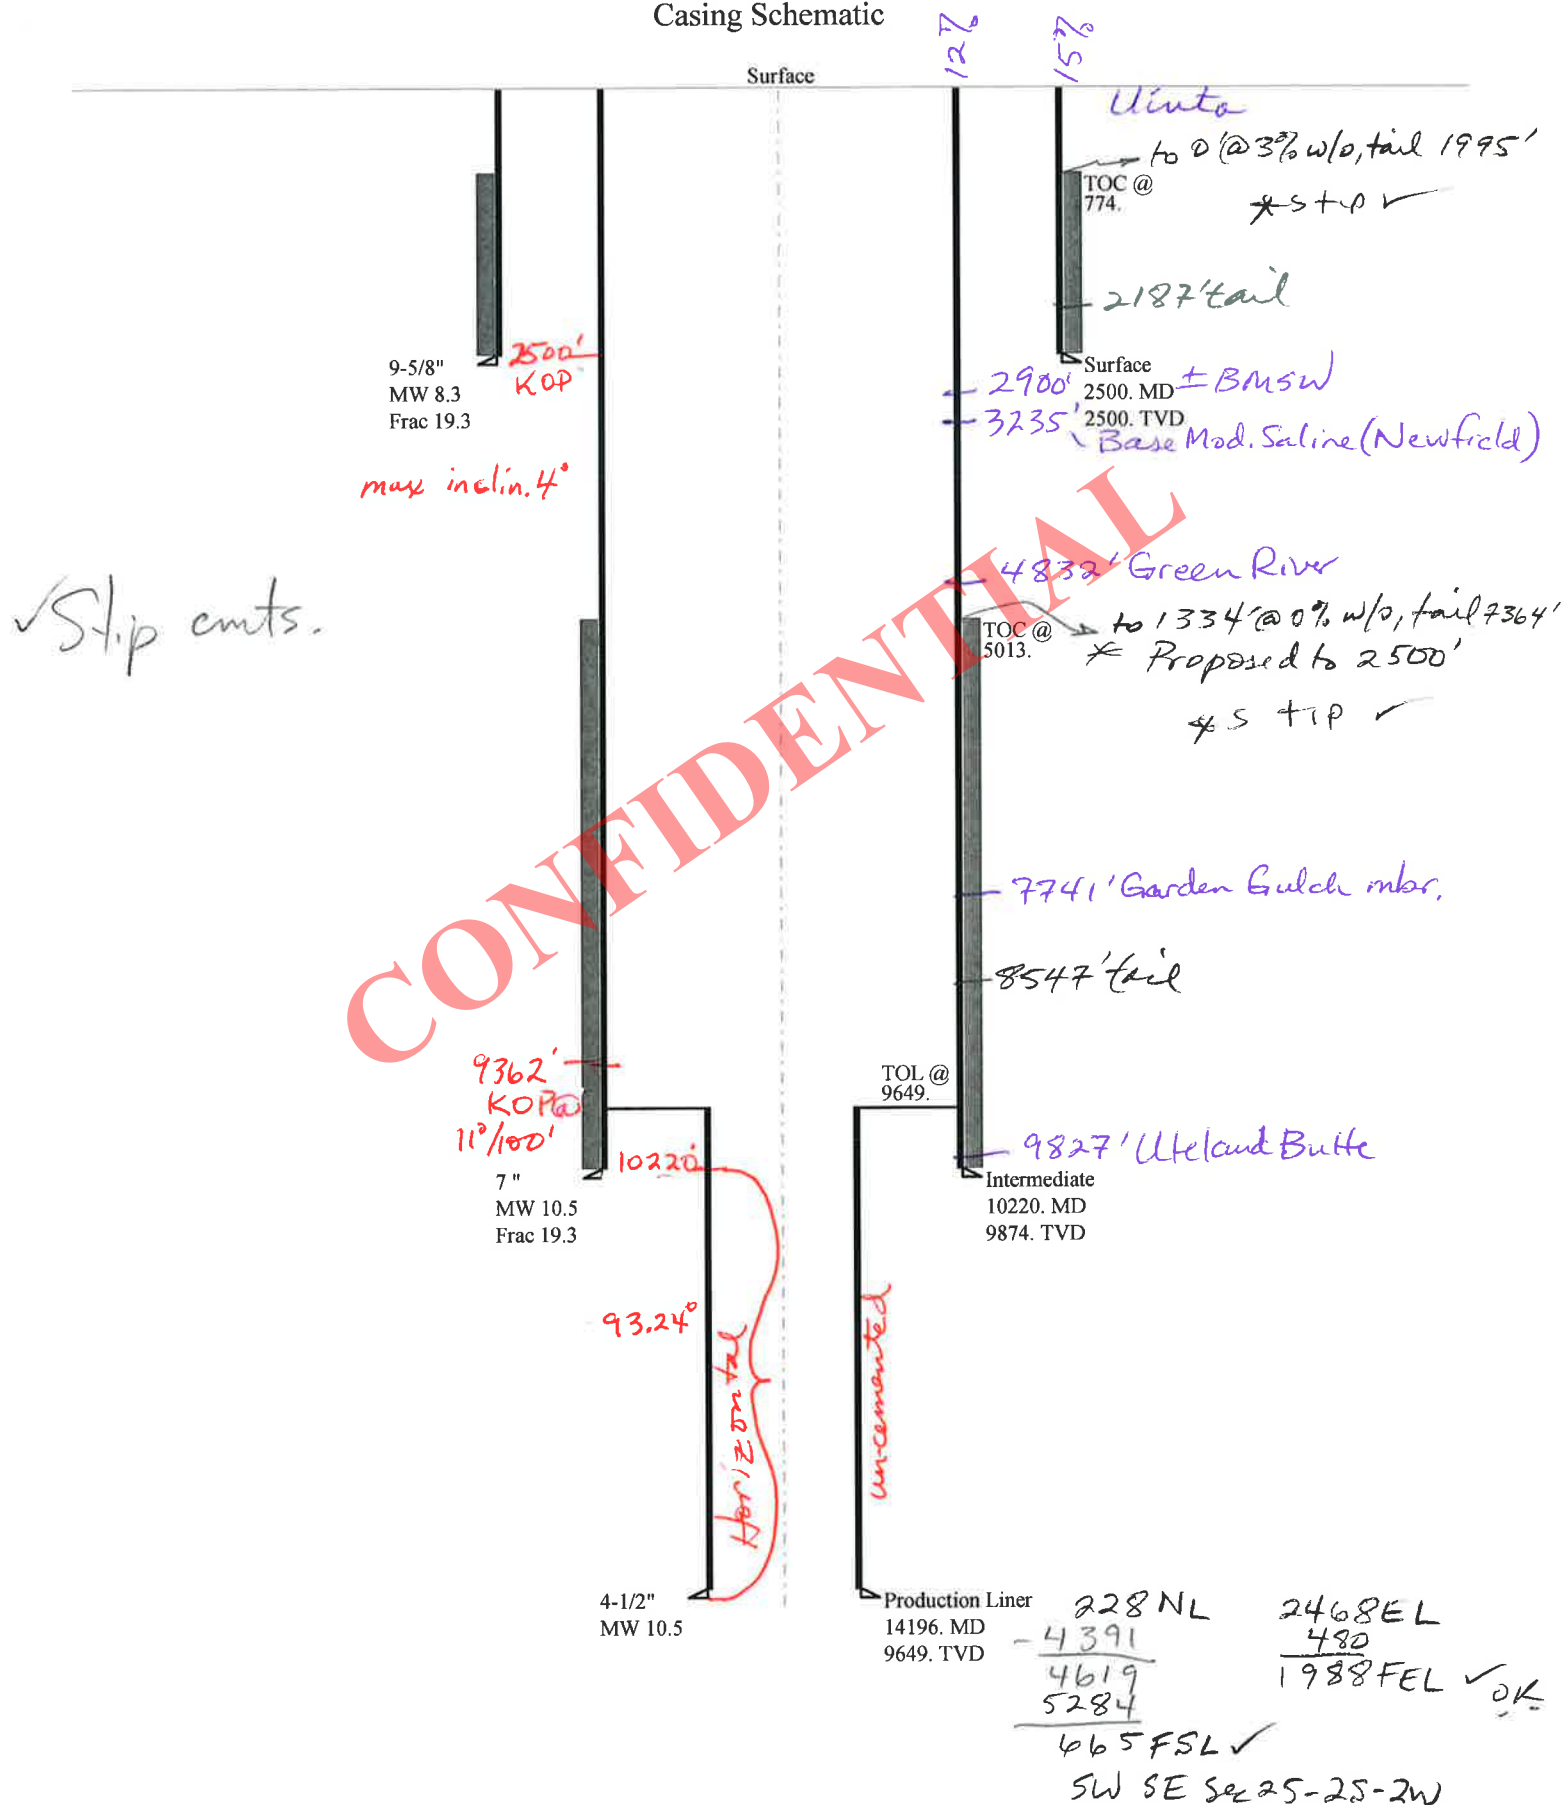 Casing Schematic
12%
15%
Surface
Uinta
to 0'@3% w/o, tail 1995'
TOC @
774.
*stip ✓
2187' tail
9-5/8"
MW 8.3
Frac 19.3
2500'
KOP
Surface
2500. MD
2500. TVD
2900' ± BMSW
3235'
Base Mod. Saline (Newfield)
max inclin. 4°
4832' Green River
✓Stip cmts.
TOC @
5013.
to 1334'@0% w/o, tail 7364'
* Proposed to 2500'
*stip ✓
CONFIDENTIAL
7741' Garden Gulch mbr.
8547' tail
9362'
KOP@
11°/100'
TOL @
9649.
9827' Uteland Butte
10220'
7 "
MW 10.5
Frac 19.3
Intermediate
10220. MD
9874. TVD
93.24°
Horizontal
un-cemented
4-1/2"
MW 10.5
Production Liner
14196. MD
9649. TVD
228 NL
-4391
4619
5284
665 FSL ✓
2468 EL
480
1988 FEL ✓ OK
SW SE Sec 25-2S-2W